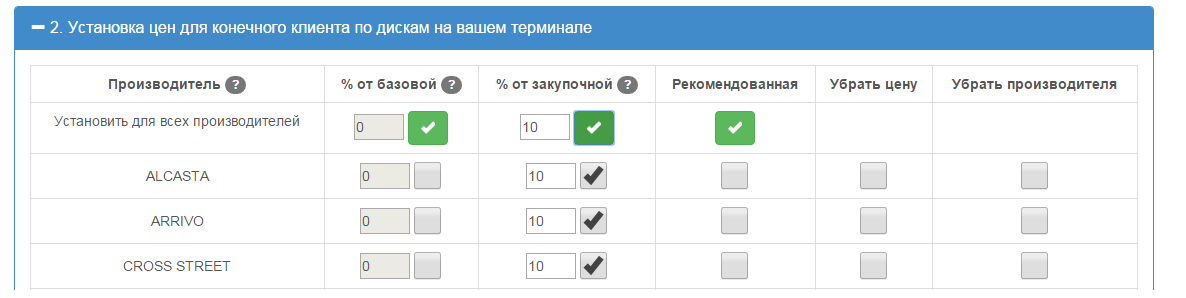 2. Установка цен для конечного клиента по дискам на вашем терминале
Производитель ? % от базовой ? % от закупочной ? Рекомендованная Убрать цену Убрать производителя
Установить для всех производителей 0 10
ALCASTA 0 10
ARRIVO 0 10
CROSS STREET 0 10